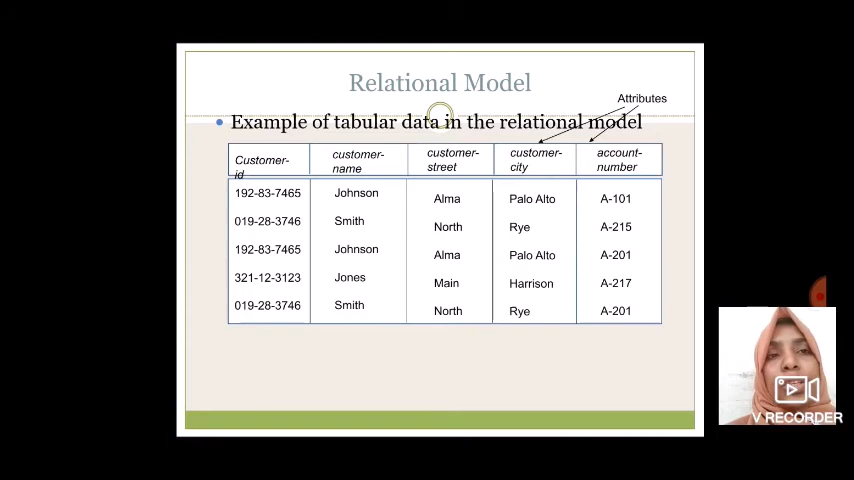 Relational Model
Attributes
Example of tabular data in the relational model
Customer-id customer-name customer-street customer-city account-number
192-83-7465 Johnson Alma Palo Alto A-101
019-28-3746 Smith North Rye A-215
192-83-7465 Johnson Alma Palo Alto A-201
321-12-3123 Jones Main Harrison A-217
019-28-3746 Smith North Rye A-201
V RECORDER